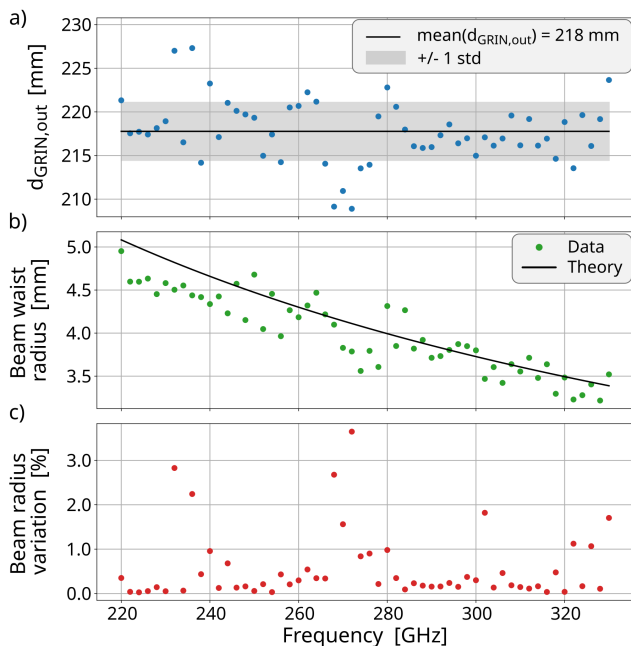 a)
230
225
220
215
210
d_GRIN,out [mm]
mean(d_GRIN,out) = 218 mm
+/- 1 std
b)
5.0
4.5
4.0
3.5
Beam waist
radius [mm]
Data
Theory
c)
3.0
2.0
1.0
0.0
Beam radius
variation [%]
220 240 260 280 300 320
Frequency [GHz]